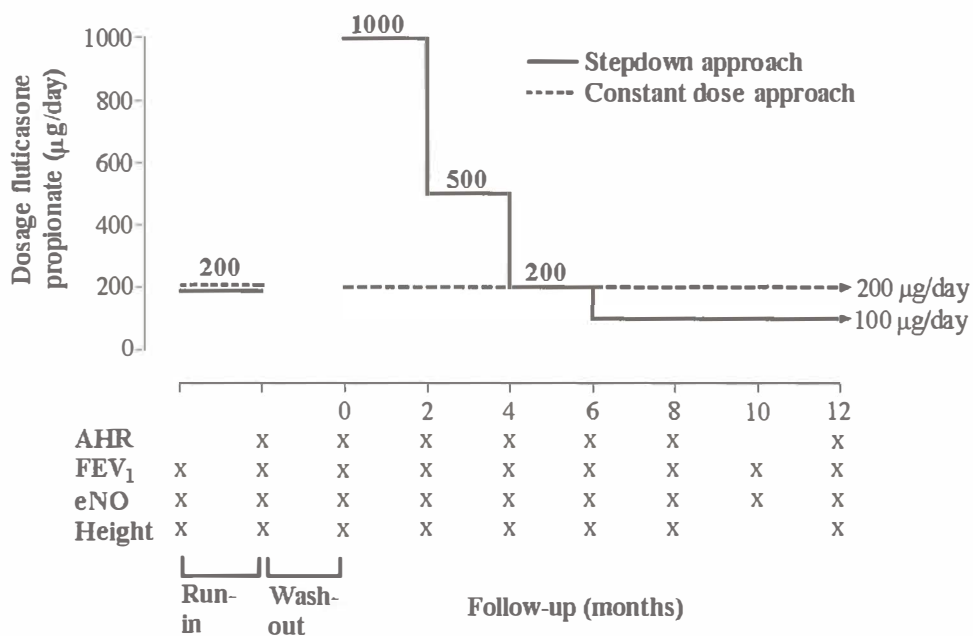 Dosage fluticasone
propionate (µg/day)
1000
800
600
400
200
0
1000
500
200
200
Stepdown approach
Constant dose approach
200 µg/day
100 µg/day
0 2 4 6 8 10 12
AHR x x x x x x x x
FEV1 x x x x x x x x x
eNO x x x x x x x x x
Height x x x x x x x x
Run-
in
Wash-
out
Follow-up (months)